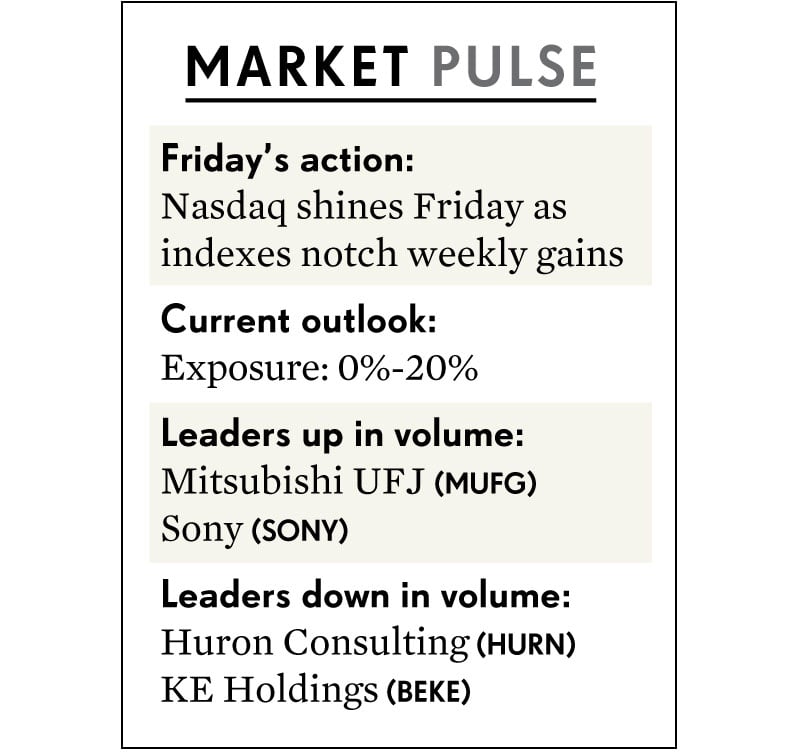 MARKET PULSE
Friday’s action:
Nasdaq shines Friday as
indexes notch weekly gains
Current outlook:
Exposure: 0%-20%
Leaders up in volume:
Mitsubishi UFJ (MUFG)
Sony (SONY)
Leaders down in volume:
Huron Consulting (HURN)
KE Holdings (BEKE)